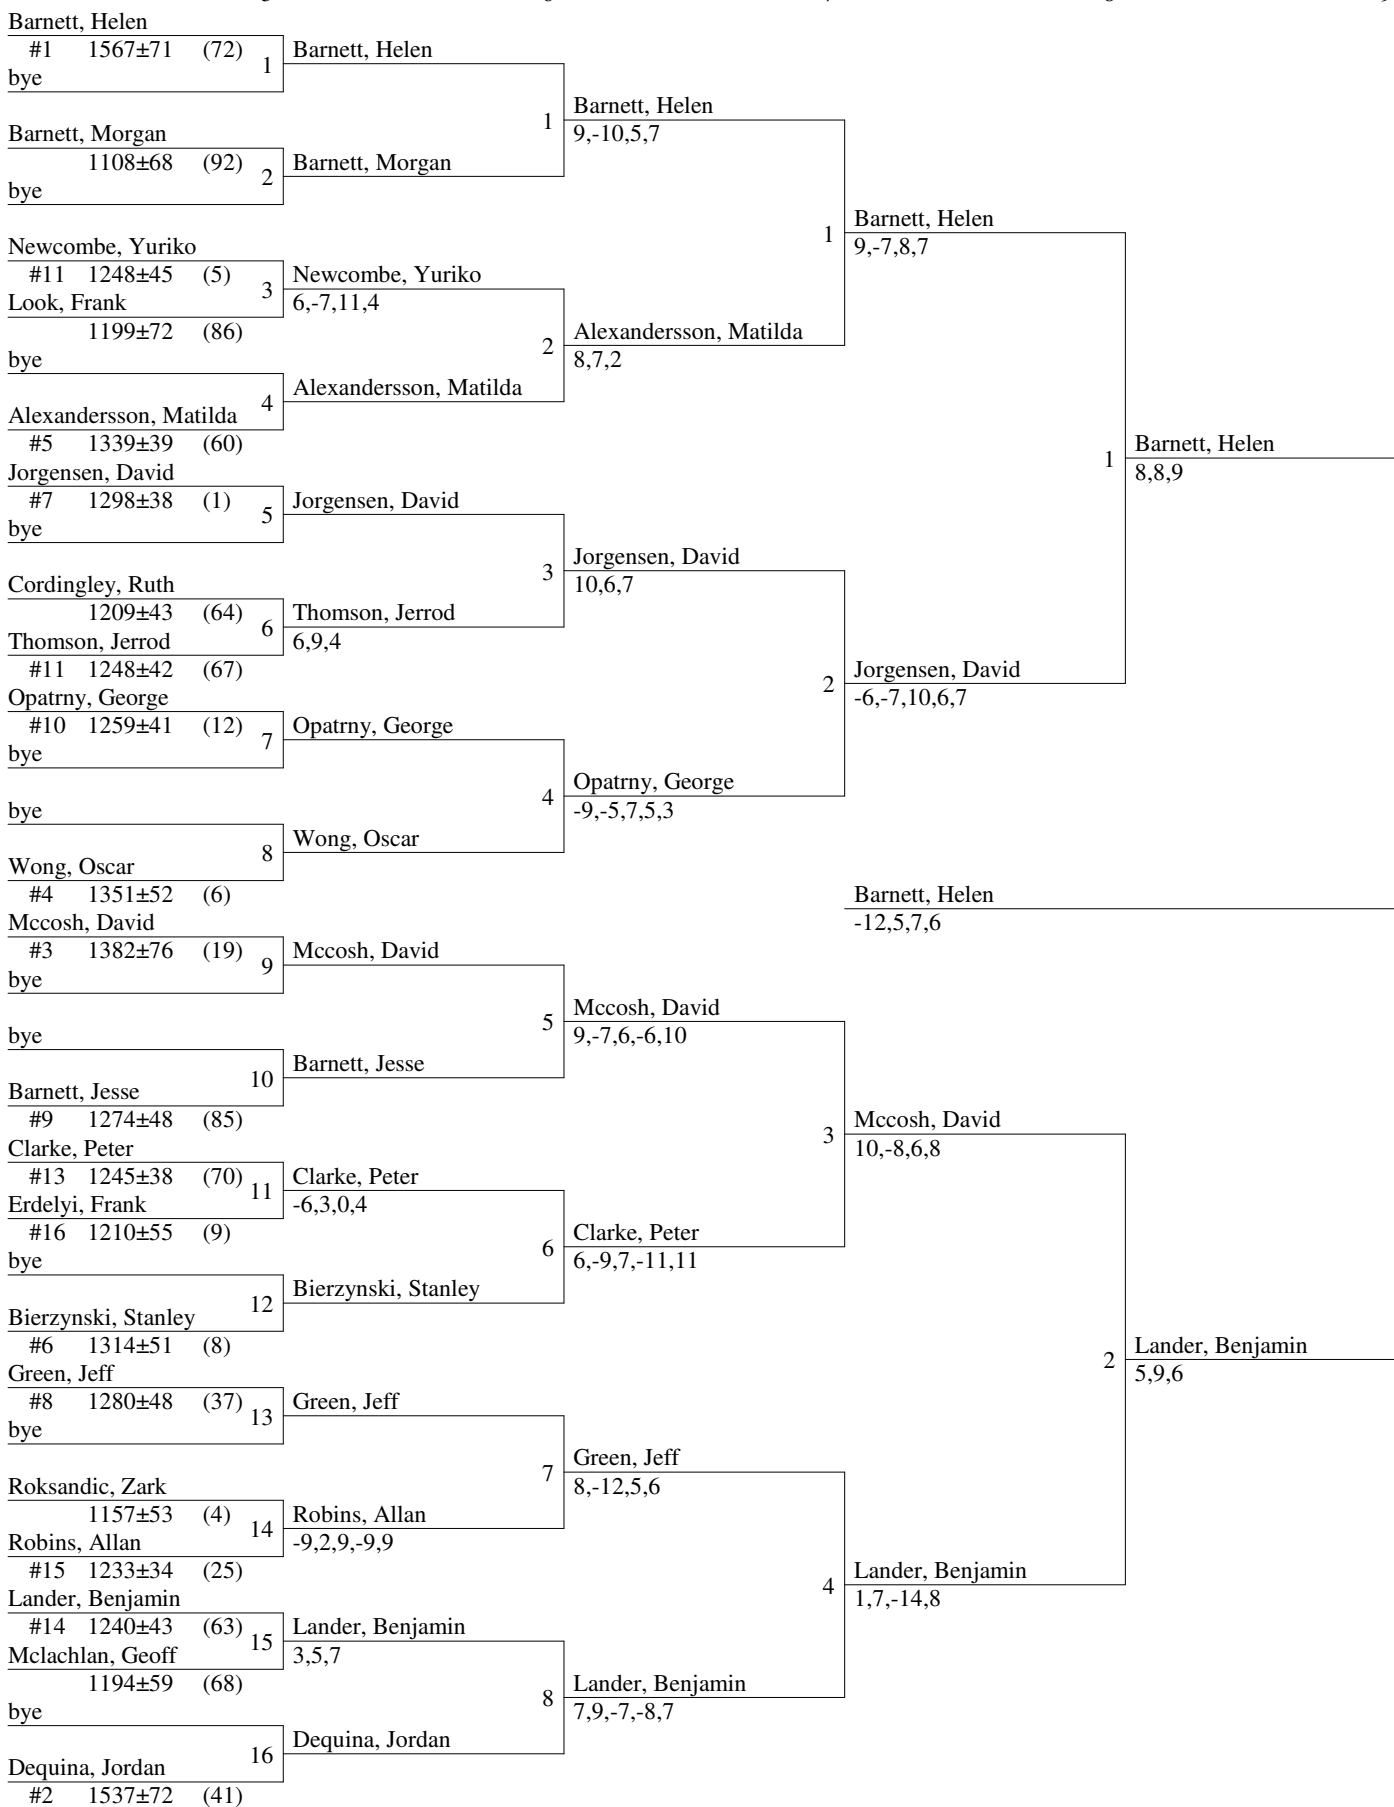 Barnett, Helen
#1 1567±71 (72)
bye
1
Barnett, Helen
Barnett, Morgan
1108±68 (92)
bye
2
Barnett, Morgan
1
Barnett, Helen
9,-10,5,7
Newcombe, Yuriko
#11 1248±45 (5)
Look, Frank
1199±72 (86)
3
Newcombe, Yuriko
6,-7,11,4
bye
Alexandersson, Matilda
#5 1339±39 (60)
4
Alexandersson, Matilda
2
Alexandersson, Matilda
8,7,2
1
Barnett, Helen
9,-7,8,7
Jorgensen, David
#7 1298±38 (1)
bye
5
Jorgensen, David
Cordingley, Ruth
1209±43 (64)
Thomson, Jerrod
#11 1248±42 (67)
6
Thomson, Jerrod
6,9,4
3
Jorgensen, David
10,6,7
Opatrny, George
#10 1259±41 (12)
bye
7
Opatrny, George
bye
Wong, Oscar
#4 1351±52 (6)
8
Wong, Oscar
4
Opatrny, George
-9,-5,7,5,3
2
Jorgensen, David
-6,-7,10,6,7
1
Barnett, Helen
8,8,9
Barnett, Helen
-12,5,7,6
Mccosh, David
#3 1382±76 (19)
bye
9
Mccosh, David
bye
Barnett, Jesse
#9 1274±48 (85)
10
Barnett, Jesse
5
Mccosh, David
9,-7,6,-6,10
Clarke, Peter
#13 1245±38 (70)
Erdelyi, Frank
#16 1210±55 (9)
11
Clarke, Peter
-6,3,0,4
bye
Bierzynski, Stanley
#6 1314±51 (8)
12
Bierzynski, Stanley
6
Clarke, Peter
6,-9,7,-11,11
3
Mccosh, David
10,-8,6,8
Green, Jeff
#8 1280±48 (37)
bye
13
Green, Jeff
Roksandic, Zark
1157±53 (4)
Robins, Allan
#15 1233±34 (25)
14
Robins, Allan
-9,2,9,-9,9
7
Green, Jeff
8,-12,5,6
Lander, Benjamin
#14 1240±43 (63)
Mclachlan, Geoff
1194±59 (68)
15
Lander, Benjamin
3,5,7
bye
Dequina, Jordan
#2 1537±72 (41)
16
Dequina, Jordan
8
Lander, Benjamin
7,9,-7,-8,7
4
Lander, Benjamin
1,7,-14,8
2
Lander, Benjamin
5,9,6